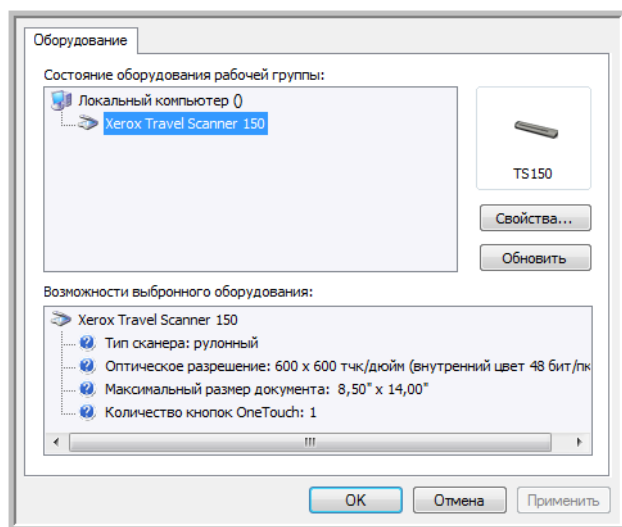 Оборудование
Состояние оборудования рабочей группы:
Локальный компьютер ()
Xerox Travel Scanner 150
TS150
Свойства...
Обновить
Возможности выбронного оборудования:
Xerox Travel Scanner 150
Тип сканера: рулонный
Оптическое разрешение: 600 x 600 тчк/дюйм (внутренний цвет 48 бит/пк
Максимальный размер документа: 8,50" x 14,00"
Количество кнопок OneTouch: 1
OK
Отмена
Применить